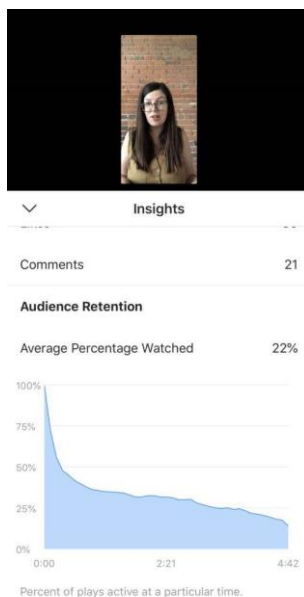 Insights
Comments 21
Audience Retention
Average Percentage Watched 22%
100%
75%
50%
25%
0%
0:00 2:21 4:42
Percent of plays active at a particular time.